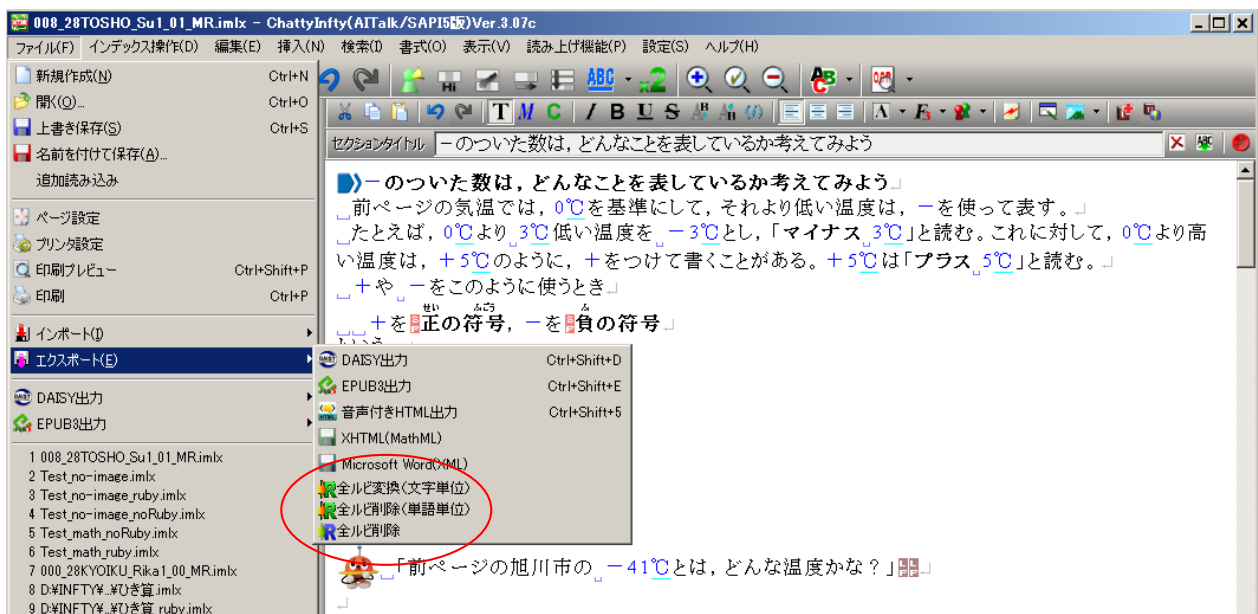 008_28TOSHO_Su1_01_MR.imlx - ChattyInfty(AITalk/SAPI5版)Ver.3.07c
ファイル(F) インデックス操作(D) 編集(E) 挿入(N) 検索(I) 書式(O) 表示(V) 読み上げ機能(P) 設定(S) ヘルプ(H)
新規作成(N) Ctrl+N
開く(O)... Ctrl+O
上書き保存(S) Ctrl+S
名前を付けて保存(A)...
追加読み込み
ページ設定
プリンタ設定
印刷プレビュー Ctrl+Shift+P
印刷 Ctrl+P
インポート(I)
エクスポート(E)
DAISY出力
EPUB3出力
1 008_28TOSHO_Su1_01_MR.imlx
2 Test_no-image.imlx
3 Test_no-image_ruby.imlx
4 Test_no-image_noRuby.imlx
5 Test_math_noRuby.imlx
6 Test_math_ruby.imlx
7 000_28KYOIKU_Rika1_00_MR.imlx
8 D:¥INFTY¥...¥ひき算.imlx
9 D:¥INFTY¥...¥ひき算_ruby.imlx
DAISY出力 Ctrl+Shift+D
EPUB3出力 Ctrl+Shift+E
音声付きHTML出力 Ctrl+Shift+5
XHTML(MathML)
Microsoft Word(XML)
全ルビ変換(文字単位)
全ルビ削除(単語単位)
全ルビ削除
セクションタイトル －のついた数は，どんなことを表しているか考えてみよう
－のついた数は，どんなことを表しているか考えてみよう
前ページの気温では，0℃を基準にして，それより低い温度は，－を使って表す。
たとえば，0℃より 3℃低い温度を －3℃とし，「マイナス 3℃」と読む。これに対して，0℃より高
い温度は，＋5℃のように，＋をつけて書くことがある。＋5℃は「プラス 5℃」と読む。
＋や －をこのように使うとき
せい ふごう ふ
＋を正の符号，－を負の符号
「前ページの旭川市の －41℃とは，どんな温度かな？」